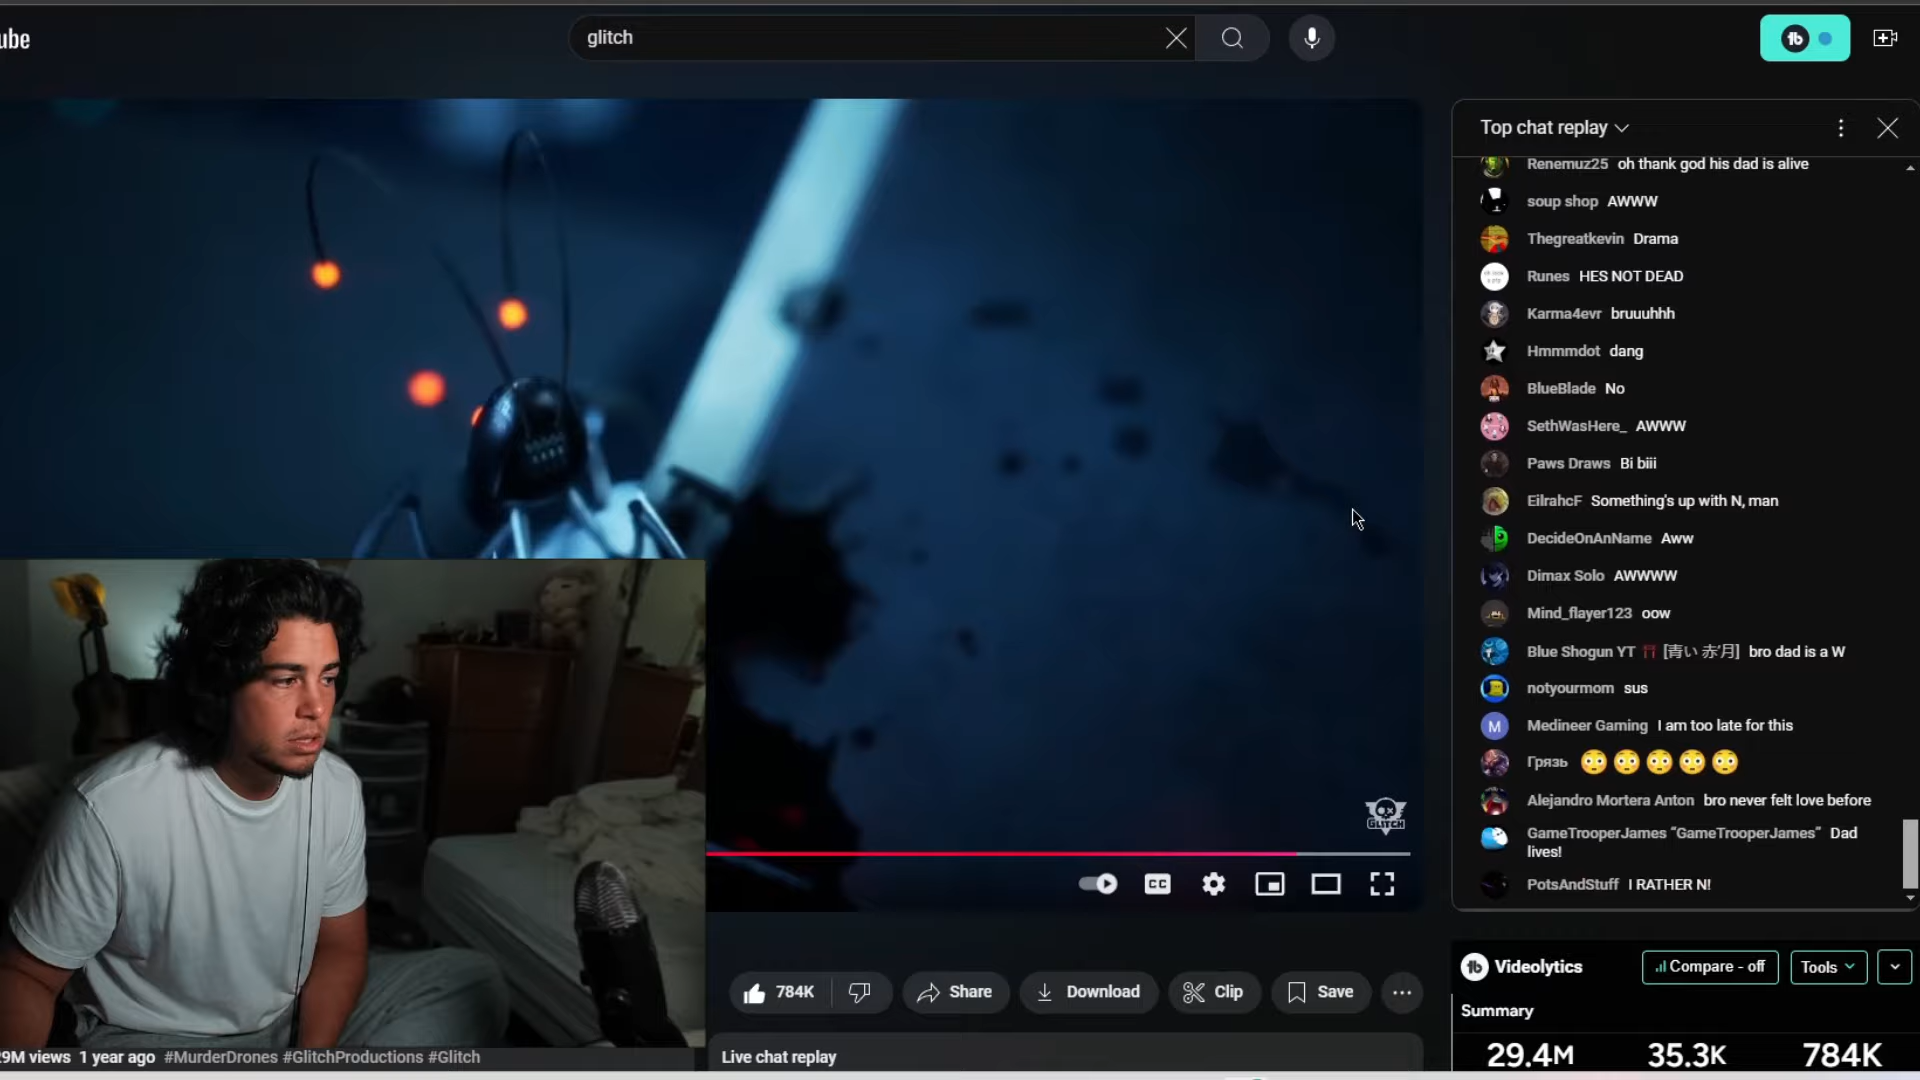 ube
glitch
Top chat replay
Renemuz25 oh thank god his dad is alive
soup shop AWWW
Thegreatkevin Drama
Runes HES NOT DEAD
Karma4evr bruuuhhh
Hmmmdot dang
BlueBlade No
SethWasHere_ AWWW
Paws Draws Bi biii
EilrahcF Something's up with N, man
DecideOnAnName Aww
Dimax Solo AWWWW
Mind_flayer123 oow
Blue Shogun YT ⛩ [青い 赤月] bro dad is a W
notyourmom sus
M Medineer Gaming I am too late for this
Грязь 😳😳😳😳😳
Alejandro Mortera Anton bro never felt love before
GameTrooperJames “GameTrooperJames” Dad
lives!
PotsAndStuff I RATHER N!
GLITCH
CC
784K Share Download Clip Save
29M views 1 year ago #MurderDrones #GlitchProductions #Glitch
Live chat replay
Videolytics Compare - off Tools
Summary
29.4M 35.3K 784K